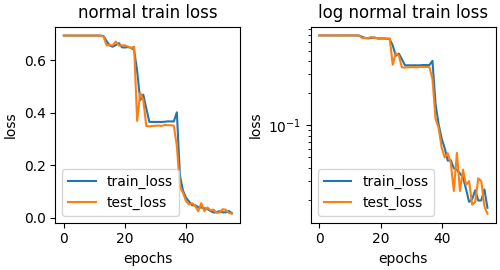 normal train loss
loss
0.6
0.4
0.2
0.0
train_loss
test_loss
0
20
40
epochs
log normal train loss
loss
10⁻¹
train_loss
test_loss
0
20
40
epochs